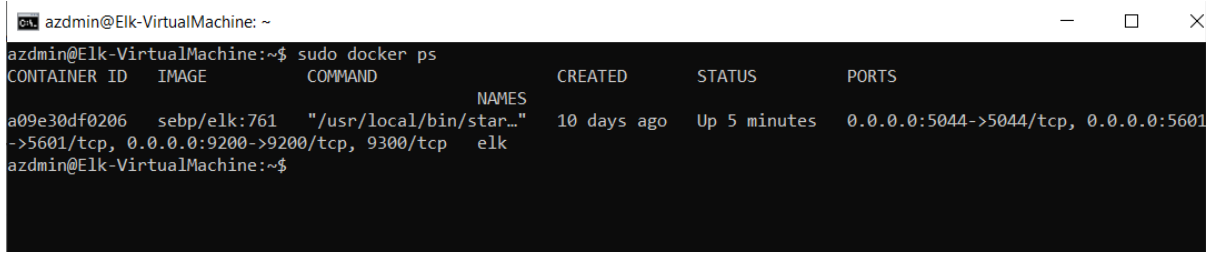 azdmin@Elk-VirtualMachine: ~
azdmin@Elk-VirtualMachine:~$ sudo docker ps
CONTAINER ID   IMAGE          COMMAND                  CREATED       STATUS         PORTS
                                              NAMES
a09e30df0206   sebp/elk:761   "/usr/local/bin/star…"   10 days ago   Up 5 minutes   0.0.0.0:5044->5044/tcp, 0.0.0.0:5601
->5601/tcp, 0.0.0.0:9200->9200/tcp, 9300/tcp   elk
azdmin@Elk-VirtualMachine:~$